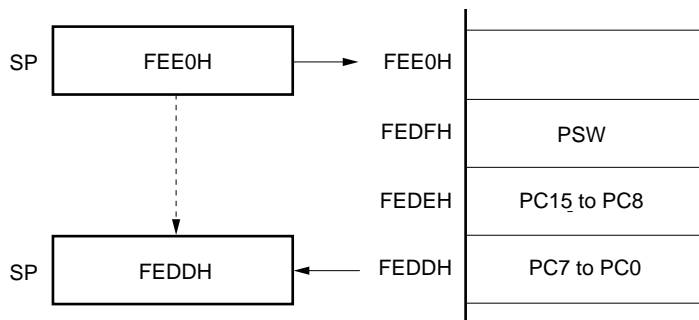 SP FEE0H FEE0H
FEDFH PSW
FEDEH PC15 to PC8
SP FEDDH FEDDH PC7 to PC0